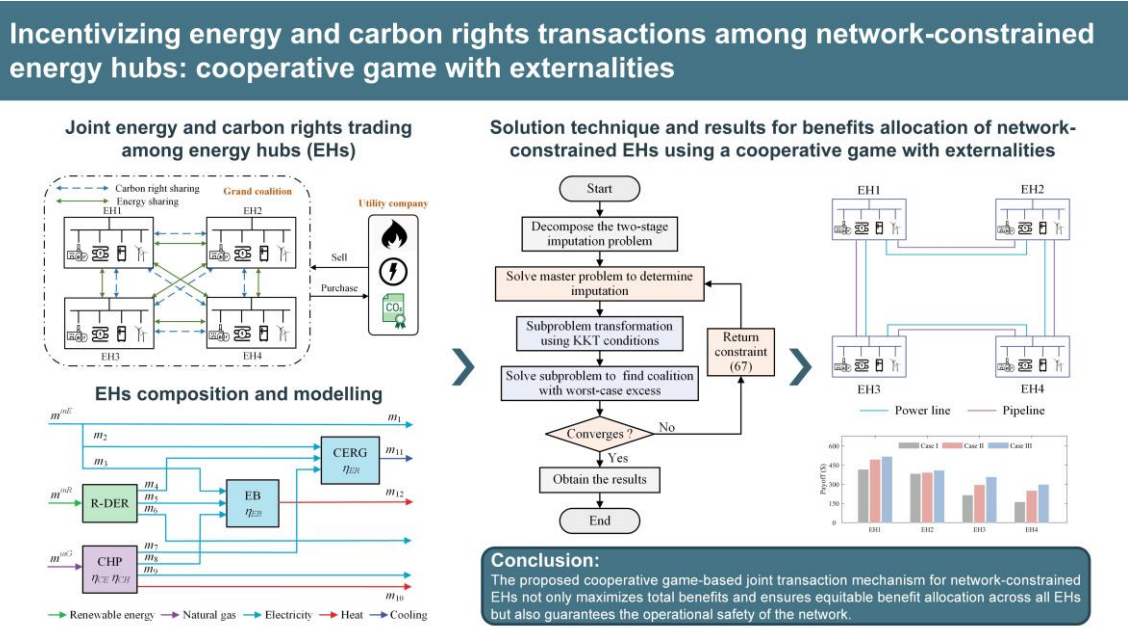 Incentivizing energy and carbon rights transactions among network-constrained
energy hubs: cooperative game with externalities
Joint energy and carbon rights trading
among energy hubs (EHs)
Carbon right sharing
Energy sharing
Grand coalition
EH1
EH2
EH3
EH4
Utility company
Sell
Purchase
CO₂
EHs composition and modelling
m^inE
m1
m2
m3
CERG
ηER
m11
m^inR
R-DER
m4
m5
m6
EB
ηEB
m12
m^inG
CHP
ηCE ηCH
m7
m8
m9
m10
Renewable energy
Natural gas
Electricity
Heat
Cooling
Solution technique and results for benefits allocation of network-
constrained EHs using a cooperative game with externalities
Start
Decompose the two-stage
imputation problem
Solve master problem to determine
imputation
Subproblem transformation
using KKT conditions
Solve subproblem to find coalition
with worst-case excess
Return
constraint
(67)
Converges ?
No
Yes
Obtain the results
End
EH1
EH2
EH3
EH4
Power line
Pipeline
Case I
Case II
Case III
Payoff ($)
600
450
300
150
0
EH1
EH2
EH3
EH4
Conclusion:
The proposed cooperative game-based joint transaction mechanism for network-constrained
EHs not only maximizes total benefits and ensures equitable benefit allocation across all EHs
but also guarantees the operational safety of the network.